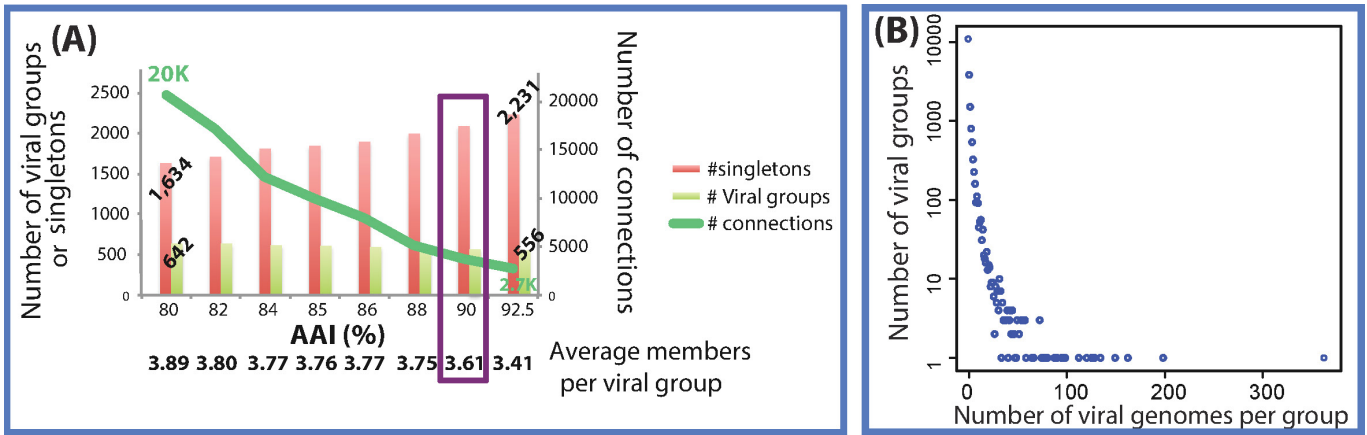 (A)
Number of viral groups
or singletons
2500
2000
1500
1000
500
0
20K
1,634
642
2,231
556
2.7K
20000
15000
10000
5000
0
Number of connections
#singletons
# Viral groups
# connections
80 82 84 85 86 88 90 92.5
AAI (%)
3.89 3.80 3.77 3.76 3.77 3.75 3.61 3.41
Average members
per viral group
(B)
Number of viral groups
10000
1000
100
10
1
0 100 200 300
Number of viral genomes per group